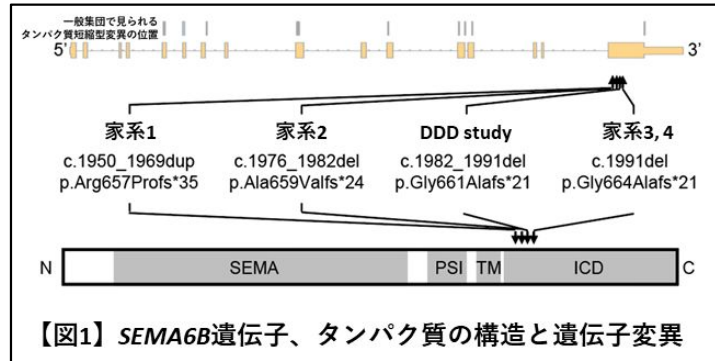 一般集団で見られる
タンパク質短縮型変異の位置
5' 3'
家系1 家系2 DDD study 家系3, 4
c.1950_1969dup c.1976_1982del c.1982_1991del c.1991del
p.Arg657Profs*35 p.Ala659Valfs*24 p.Gly661Alafs*21 p.Gly664Alafs*21
N SEMA PSI TM ICD C
【図1】SEMA6B遺伝子、タンパク質の構造と遺伝子変異